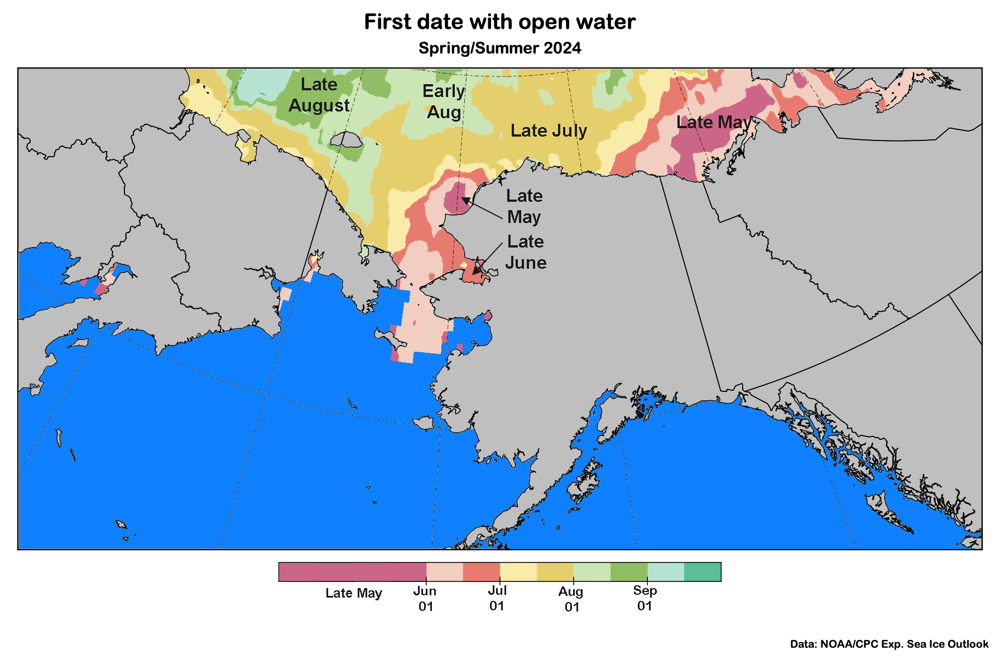 First date with open water
Spring/Summer 2024
Late
August
Early
Aug
Late July
Late May
Late
May
Late
June
Late May
Jun
01
Jul
01
Aug
01
Sep
01
Data: NOAA/CPC Exp. Sea Ice Outlook